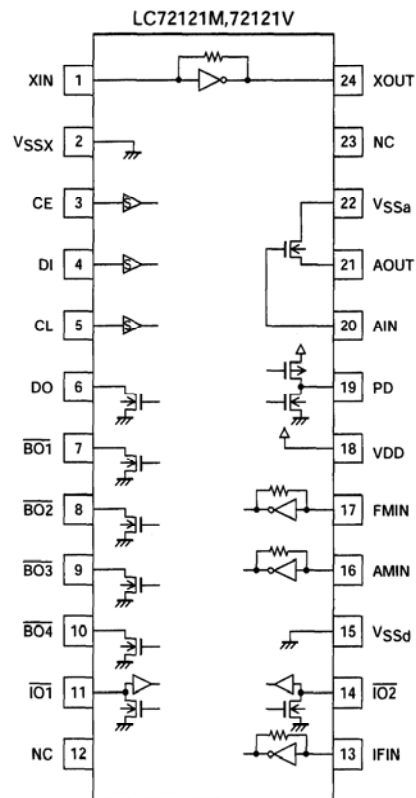 LC72121M,72121V
XIN 1 24 XOUT
VSSX 2 23 NC
CE 3 S 22 VSSa
DI 4 S 21 AOUT
CL 5 S 20 AIN
DO 6 19 PD
BO1 7 18 VDD
BO2 8 17 FMIN
BO3 9 16 AMIN
BO4 10 15 VSSd
IO1 11 14 IO2
NC 12 13 IFIN